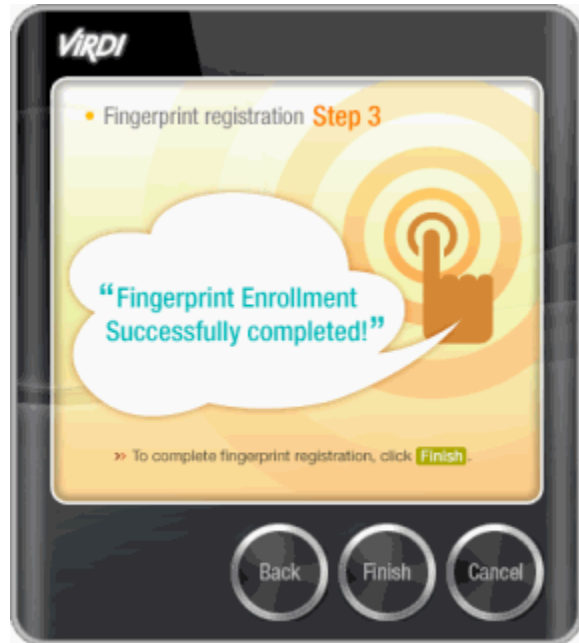 ViRDI
• Fingerprint registration Step 3
“Fingerprint Enrollment
Successfully completed!”
» To complete fingerprint registration, click Finish.
Back Finish Cancel